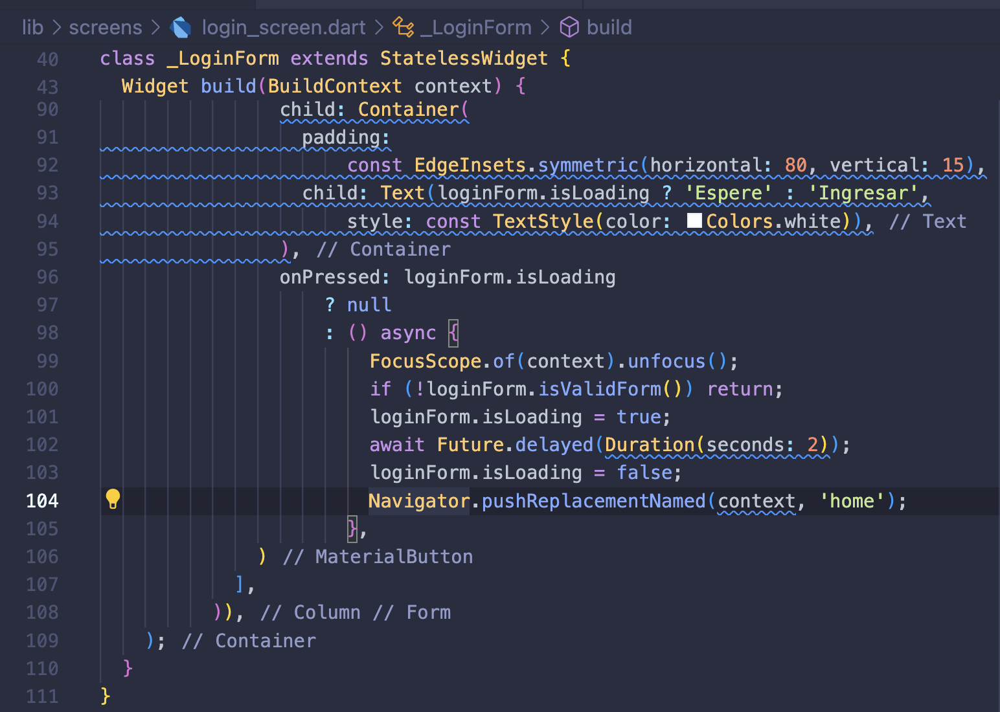 lib > screens > login_screen.dart > _LoginForm > build
40 class _LoginForm extends StatelessWidget {
43 Widget build(BuildContext context) {
90 child: Container(
91 padding:
92 const EdgeInsets.symmetric(horizontal: 80, vertical: 15),
93 child: Text(loginForm.isLoading ? 'Espere' : 'Ingresar',
94 style: const TextStyle(color: Colors.white)), // Text
95 ), // Container
96 onPressed: loginForm.isLoading
97 ? null
98 : () async {
99 FocusScope.of(context).unfocus();
100 if (!loginForm.isValidForm()) return;
101 loginForm.isLoading = true;
102 await Future.delayed(Duration(seconds: 2));
103 loginForm.isLoading = false;
104 Navigator.pushReplacementNamed(context, 'home');
105 },
106 ) // MaterialButton
107 ],
108 )), // Column // Form
109 ); // Container
110 }
111 }